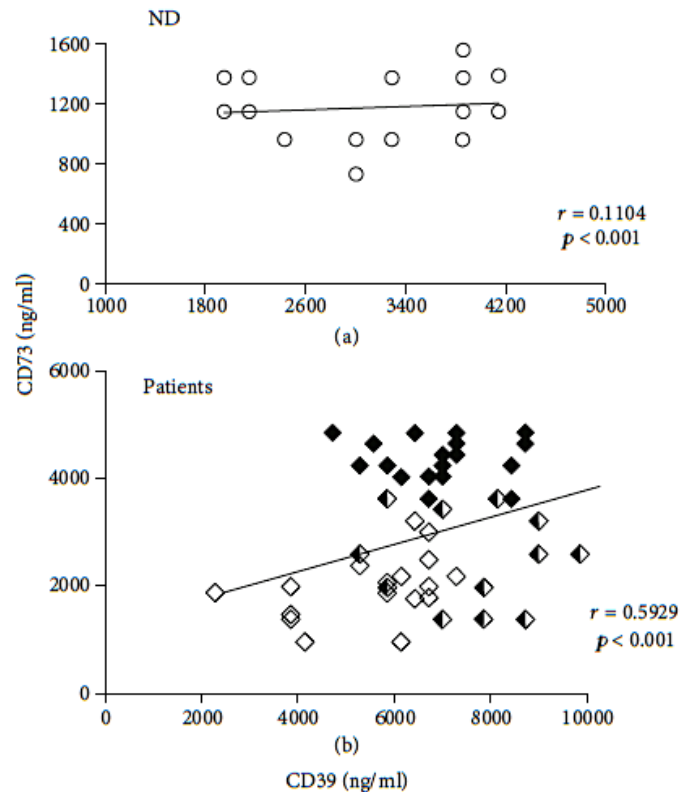 ND
1600
1200
800
400
0
1000 1800 2600 3400 4200 5000
r = 0.1104
p < 0.001
(a)
CD73 (ng/ml)
Patients
6000
4000
2000
0
0 2000 4000 6000 8000 10000
r = 0.5929
p < 0.001
(b)
CD39 (ng/ml)